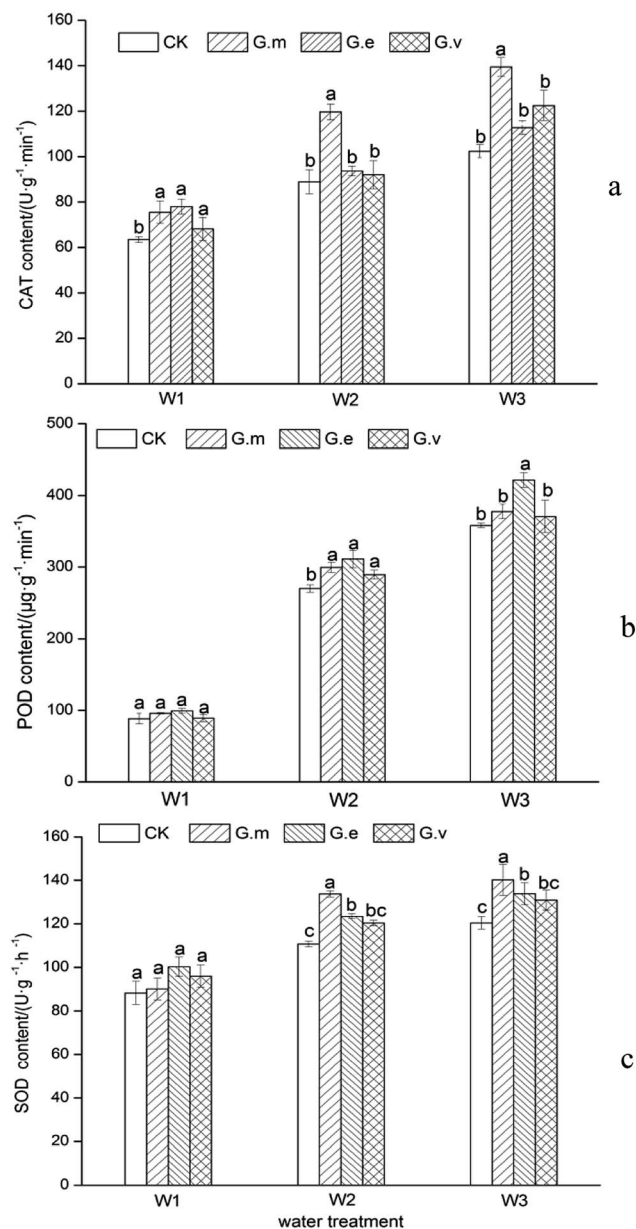 160
CK G.m G.e G.v
140
120
100
80
60
40
20
0
CAT content/(U·g⁻¹·min⁻¹)
b a a a
b a b b
b a b b
W1 W2 W3
a
500
CK G.m G.e G.v
400
300
200
100
0
POD content/(μg·g⁻¹·min⁻¹)
a a a a
b a a a
b b a b
W1 W2 W3
b
160
CK G.m G.e G.v
140
120
100
80
60
40
20
0
SOD content/(U·g⁻¹·h⁻¹)
a a a a
c a b bc
c a b bc
W1 W2 W3
water treatment
c